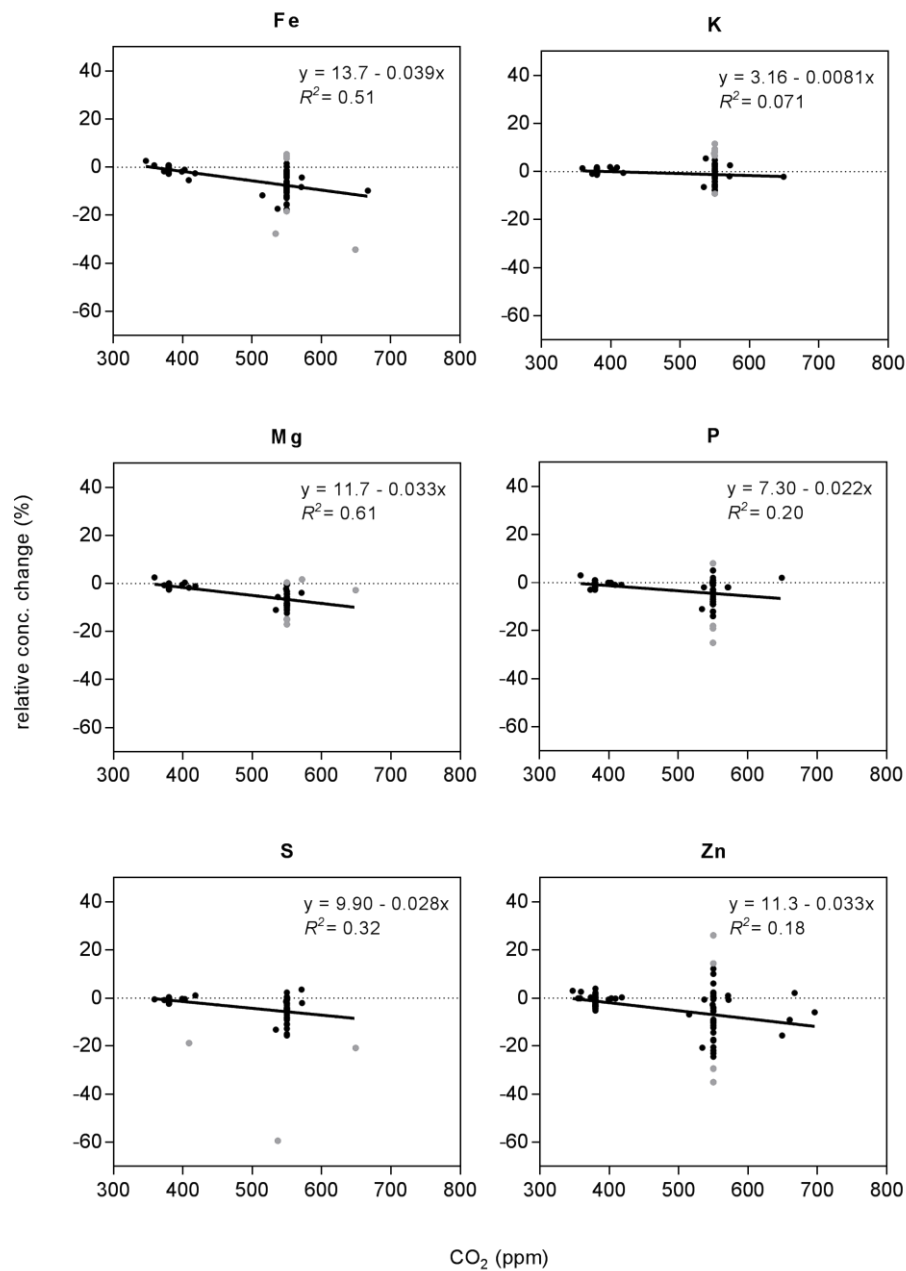 Fe
y = 13.7 - 0.039x
R² = 0.51
40
20
0
-20
-40
-60
300 400 500 600 700 800
K
y = 3.16 - 0.0081x
R² = 0.071
40
20
0
-20
-40
-60
300 400 500 600 700 800
relative conc. change (%)
Mg
y = 11.7 - 0.033x
R² = 0.61
40
20
0
-20
-40
-60
300 400 500 600 700 800
P
y = 7.30 - 0.022x
R² = 0.20
40
20
0
-20
-40
-60
300 400 500 600 700 800
S
y = 9.90 - 0.028x
R² = 0.32
40
20
0
-20
-40
-60
300 400 500 600 700 800
Zn
y = 11.3 - 0.033x
R² = 0.18
40
20
0
-20
-40
-60
300 400 500 600 700 800
CO₂ (ppm)